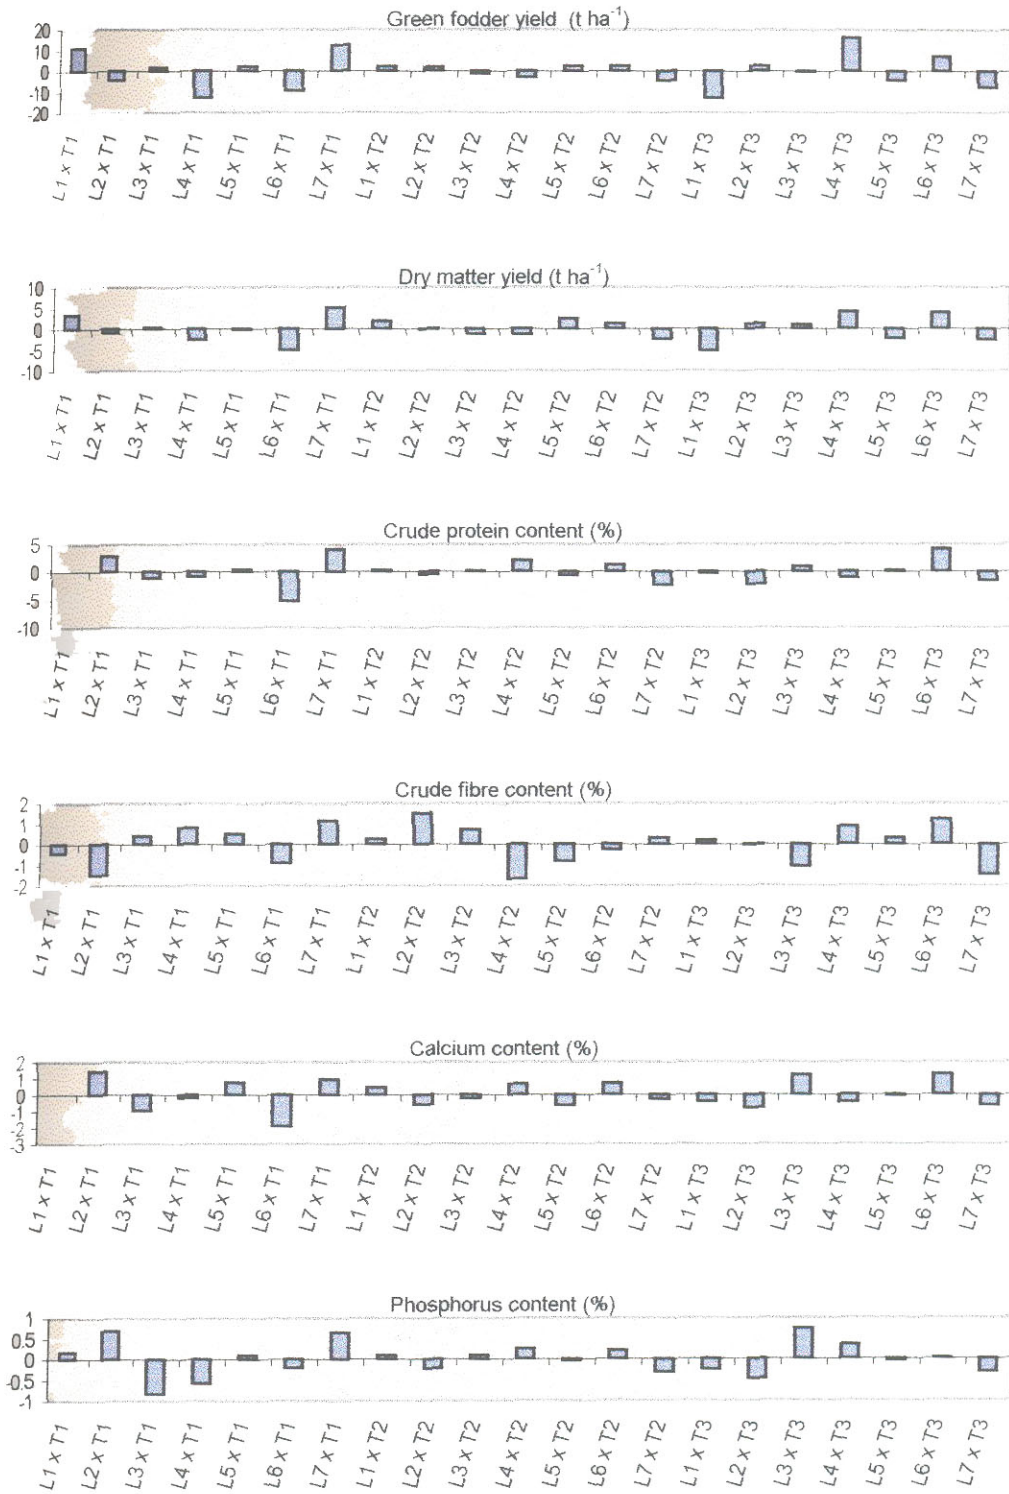 Green fodder yield (t ha-1)
20
10
0
-10
-20
L1 x T1 L2 x T1 L3 x T1 L4 x T1 L5 x T1 L6 x T1 L7 x T1 L1 x T2 L2 x T2 L3 x T2 L4 x T2 L5 x T2 L6 x T2 L7 x T2 L1 x T3 L2 x T3 L3 x T3 L4 x T3 L5 x T3 L6 x T3 L7 x T3
Dry matter yield (t ha-1)
10
5
0
-5
-10
L1 x T1 L2 x T1 L3 x T1 L4 x T1 L5 x T1 L6 x T1 L7 x T1 L1 x T2 L2 x T2 L3 x T2 L4 x T2 L5 x T2 L6 x T2 L7 x T2 L1 x T3 L2 x T3 L3 x T3 L4 x T3 L5 x T3 L6 x T3 L7 x T3
Crude protein content (%)
5
0
-5
-10
L1 x T1 L2 x T1 L3 x T1 L4 x T1 L5 x T1 L6 x T1 L7 x T1 L1 x T2 L2 x T2 L3 x T2 L4 x T2 L5 x T2 L6 x T2 L7 x T2 L1 x T3 L2 x T3 L3 x T3 L4 x T3 L5 x T3 L6 x T3 L7 x T3
Crude fibre content (%)
2
1
0
-1
-2
L1 x T1 L2 x T1 L3 x T1 L4 x T1 L5 x T1 L6 x T1 L7 x T1 L1 x T2 L2 x T2 L3 x T2 L4 x T2 L5 x T2 L6 x T2 L7 x T2 L1 x T3 L2 x T3 L3 x T3 L4 x T3 L5 x T3 L6 x T3 L7 x T3
Calcium content (%)
2
1
0
-1
-2
-3
L1 x T1 L2 x T1 L3 x T1 L4 x T1 L5 x T1 L6 x T1 L7 x T1 L1 x T2 L2 x T2 L3 x T2 L4 x T2 L5 x T2 L6 x T2 L7 x T2 L1 x T3 L2 x T3 L3 x T3 L4 x T3 L5 x T3 L6 x T3 L7 x T3
Phosphorus content (%)
1
0.5
0
-0.5
-1
L1 x T1 L2 x T1 L3 x T1 L4 x T1 L5 x T1 L6 x T1 L7 x T1 L1 x T2 L2 x T2 L3 x T2 L4 x T2 L5 x T2 L6 x T2 L7 x T2 L1 x T3 L2 x T3 L3 x T3 L4 x T3 L5 x T3 L6 x T3 L7 x T3